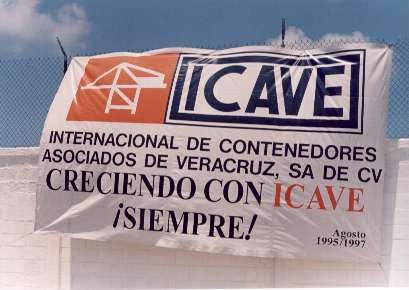 ICAVE
INTERNACIONAL DE CONTENEDORES
ASOCIADOS DE VERACRUZ, SA DE CV
CRECIENDO CON ICAVE
¡SIEMPRE!
Agosto
1995/1997